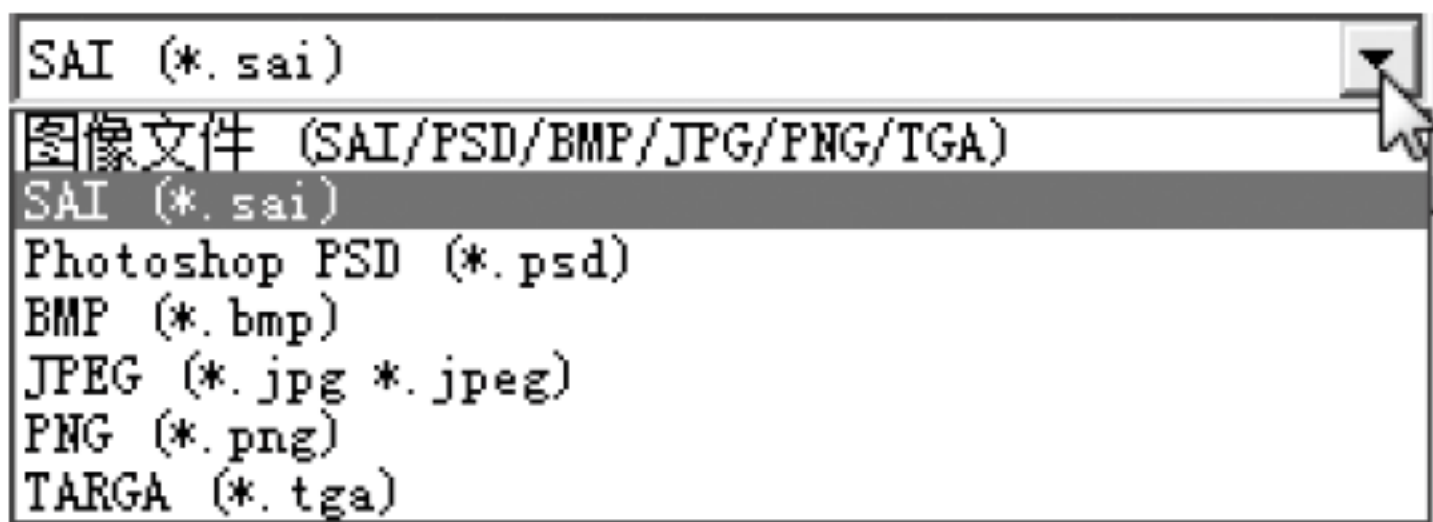 SAI (*.sai)
图像文件 (SAI/PSD/BMP/JPG/PNG/TGA)
SAI (*.sai)
Photoshop PSD (*.psd)
BMP (*.bmp)
JPEG (*.jpg *.jpeg)
PNG (*.png)
TARGA (*.tga)